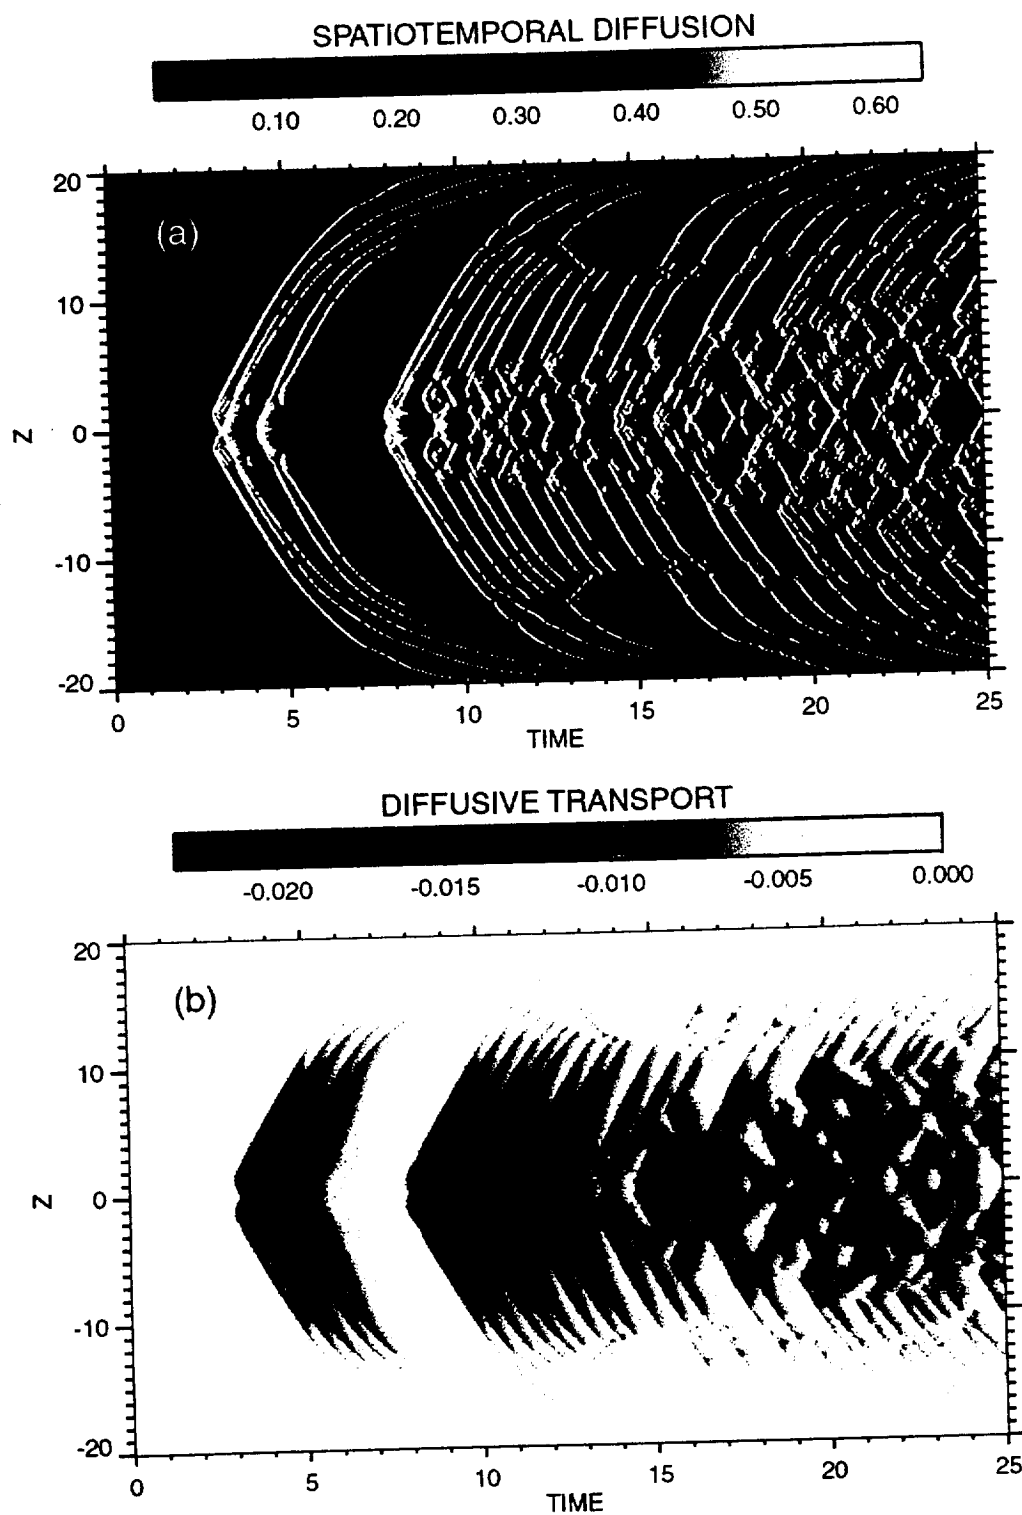 SPATIOTEMPORAL DIFFUSION
0.10 0.20 0.30 0.40 0.50 0.60
(a)
20
10
0
-10
-20
Z
0 5 10 15 20 25
TIME
DIFFUSIVE TRANSPORT
-0.020 -0.015 -0.010 -0.005 0.000
(b)
20
10
0
-10
-20
Z
0 5 10 15 20 25
TIME